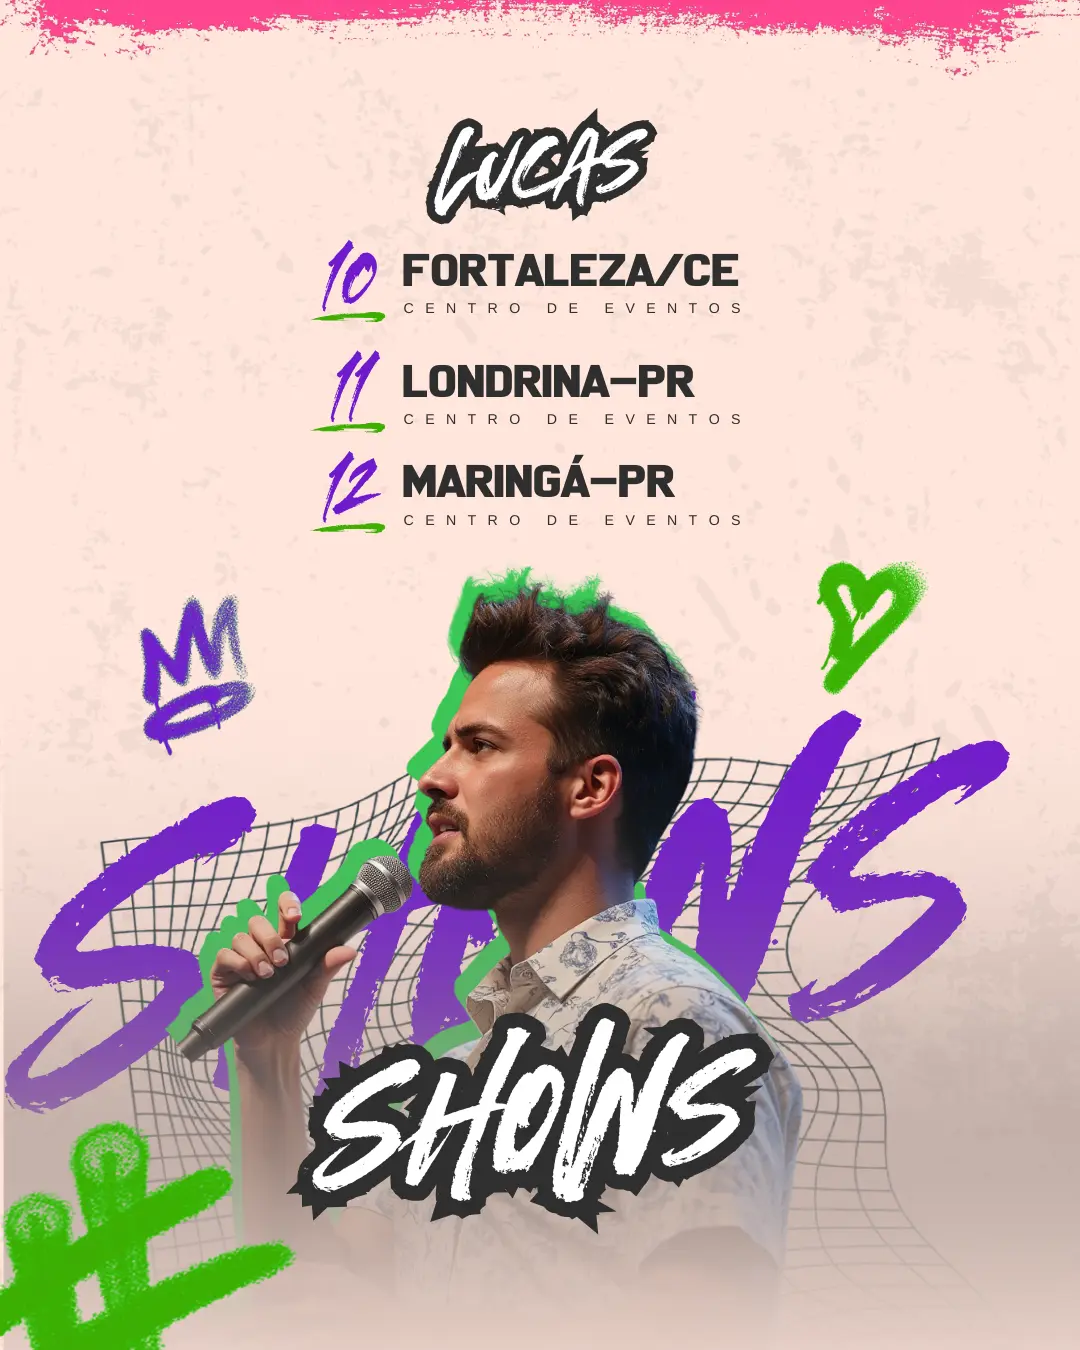 LUCAS
10 FORTALEZA/CE
CENTRO DE EVENTOS
11 LONDRINA-PR
CENTRO DE EVENTOS
12 MARINGÁ-PR
CENTRO DE EVENTOS
SHOWS
SHOWS
#